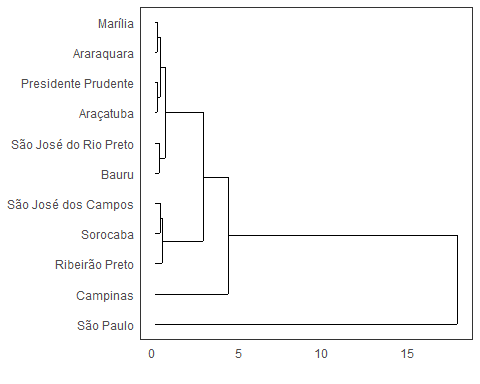 Marília
Araraquara
Presidente Prudente
Araçatuba
São José do Rio Preto
Bauru
São José dos Campos
Sorocaba
Ribeirão Preto
Campinas
São Paulo
0 5 10 15